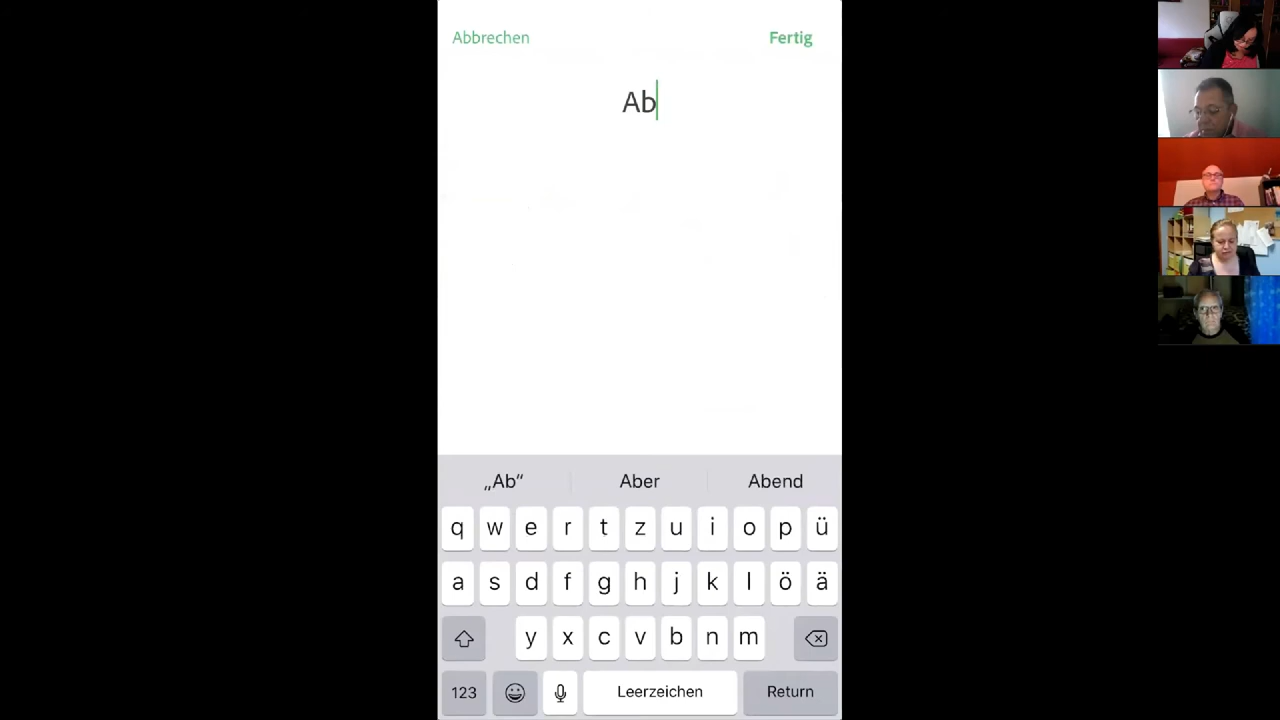 Abbrechen Fertig
Ab
„Ab“ Aber Abend
q w e r t z u i o p ü
a s d f g h j k l ö ä
y x c v b n m
123 Leerzeichen Return